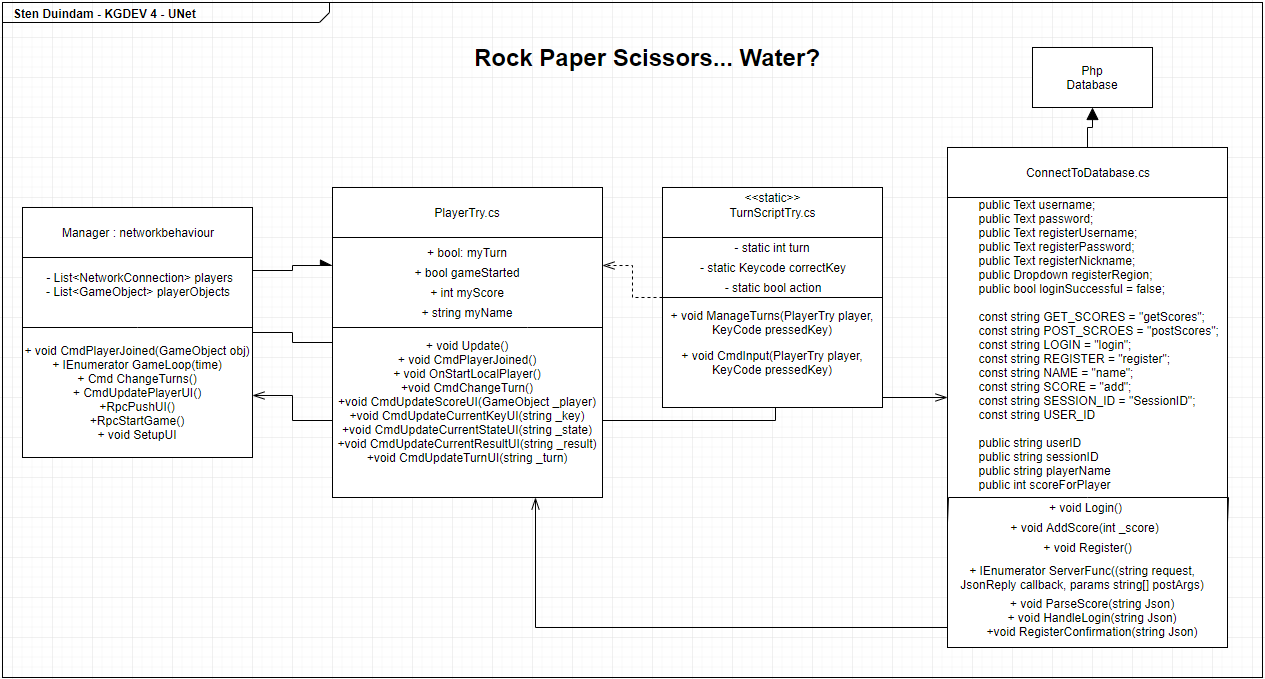 Sten Duindam - KGDEV 4 - UNet
Rock Paper Scissors... Water?
Php
Database
Manager : networkbehaviour
- List<NetworkConnection> players
- List<GameObject> playerObjects
+ void CmdPlayerJoined(GameObject obj)
+ IEnumerator GameLoop(time)
+ Cmd ChangeTurns()
+ CmdUpdatePlayerUI()
+RpcPushUI()
+RpcStartGame()
+ void SetupUI
PlayerTry.cs
+ bool: myTurn
+ bool gameStarted
+ int myScore
+ string myName
+ void Update()
+ void CmdPlayerJoined()
+ void OnStartLocalPlayer()
+void CmdChangeTurn()
+void CmdUpdateScoreUI(GameObject _player)
+void CmdUpdateCurrentKeyUI(string _key)
+void CmdUpdateCurrentStateUI(string _state)
+void CmdUpdateCurrentResultUI(string _result)
+void CmdUpdateTurnUI(string _turn)
<<static>>
TurnScriptTry.cs
- static int turn
- static Keycode correctKey
- static bool action
+ void ManageTurns(PlayerTry player,
KeyCode pressedKey)
+ void CmdInput(PlayerTry player,
KeyCode pressedKey)
ConnectToDatabase.cs
public Text username;
public Text password;
public Text registerUsername;
public Text registerPassword;
public Text registerNickname;
public Dropdown registerRegion;
public bool loginSuccessful = false;
const string GET_SCORES = "getScores";
const string POST_SCROES = "postScores";
const string LOGIN = "login";
const string REGISTER = "register";
const string NAME = "name";
const string SCORE = "add";
const string SESSION_ID = "SessionID";
const string USER_ID
public string userID
public string sessionID
public string playerName
public int scoreForPlayer
+ void Login()
+ void AddScore(int _score)
+ void Register()
+ IEnumerator ServerFunc((string request,
JsonReply callback, params string[] postArgs)
+ void ParseScore(string Json)
+ void HandleLogin(string Json)
+void RegisterConfirmation(string Json)